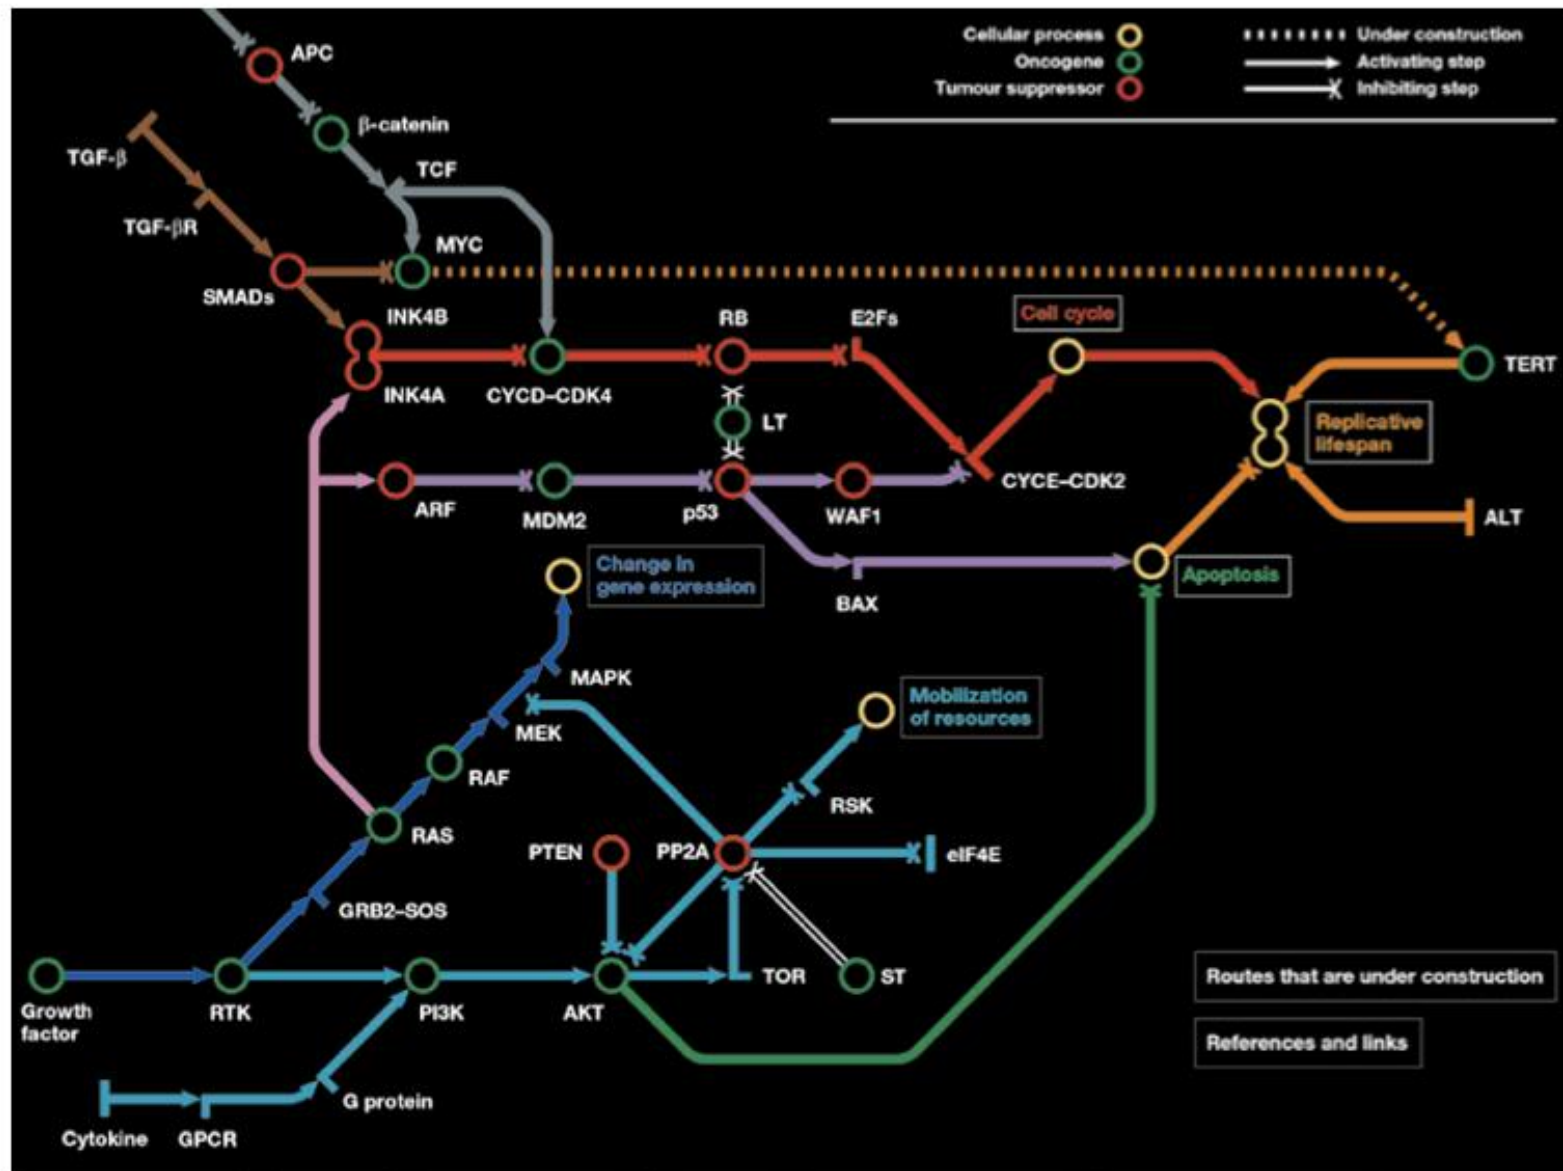 Cellular process
Oncogene
Tumour suppressor
Under construction
Activating step
Inhibiting step
APC
β-catenin
TCF
TGF-β
TGF-βR
MYC
SMADs
INK4B
INK4A
CYCD–CDK4
RB
E2Fs
Cell cycle
TERT
LT
Replicative
lifespan
ARF
MDM2
p53
WAF1
CYCE–CDK2
ALT
Change in
gene expression
BAX
Apoptosis
MAPK
MEK
Mobilization
of resources
RAF
RSK
RAS
PTEN
PP2A
eIF4E
GRB2–SOS
Growth
factor
RTK
PI3K
AKT
TOR
ST
Routes that are under construction
References and links
Cytokine
GPCR
G protein